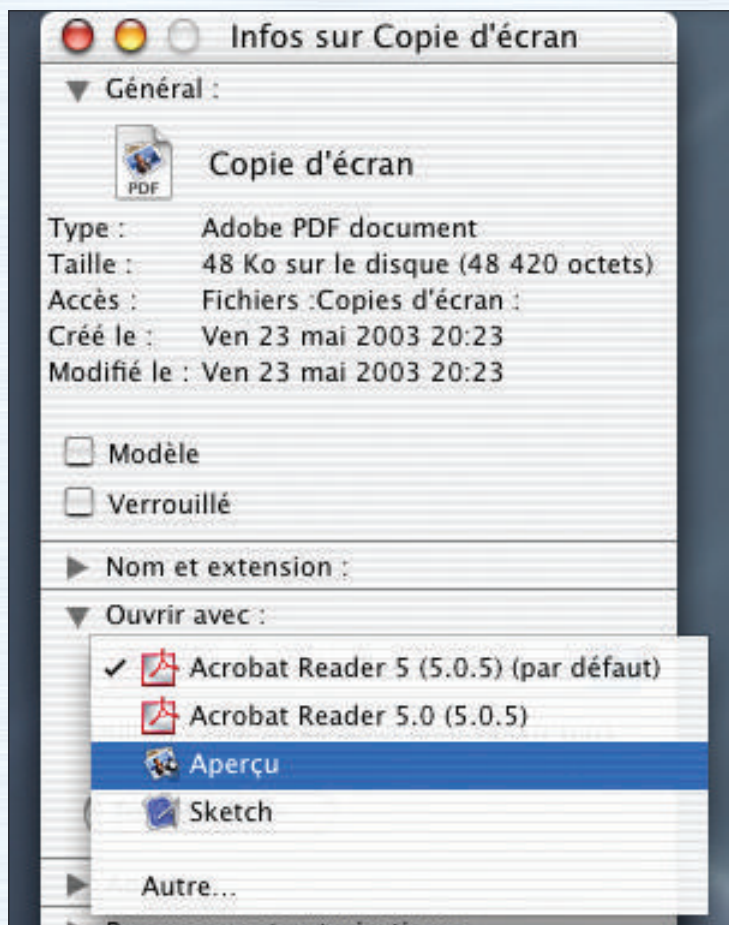 Infos sur Copie d'écran
Général :
PDF
Copie d'écran
Type : Adobe PDF document
Taille : 48 Ko sur le disque (48 420 octets)
Accès : Fichiers :Copies d'écran :
Créé le : Ven 23 mai 2003 20:23
Modifié le : Ven 23 mai 2003 20:23
Modèle
Verrouillé
Nom et extension :
Ouvrir avec :
✓ Acrobat Reader 5 (5.0.5) (par défaut)
Acrobat Reader 5.0 (5.0.5)
Aperçu
Sketch
Autre...